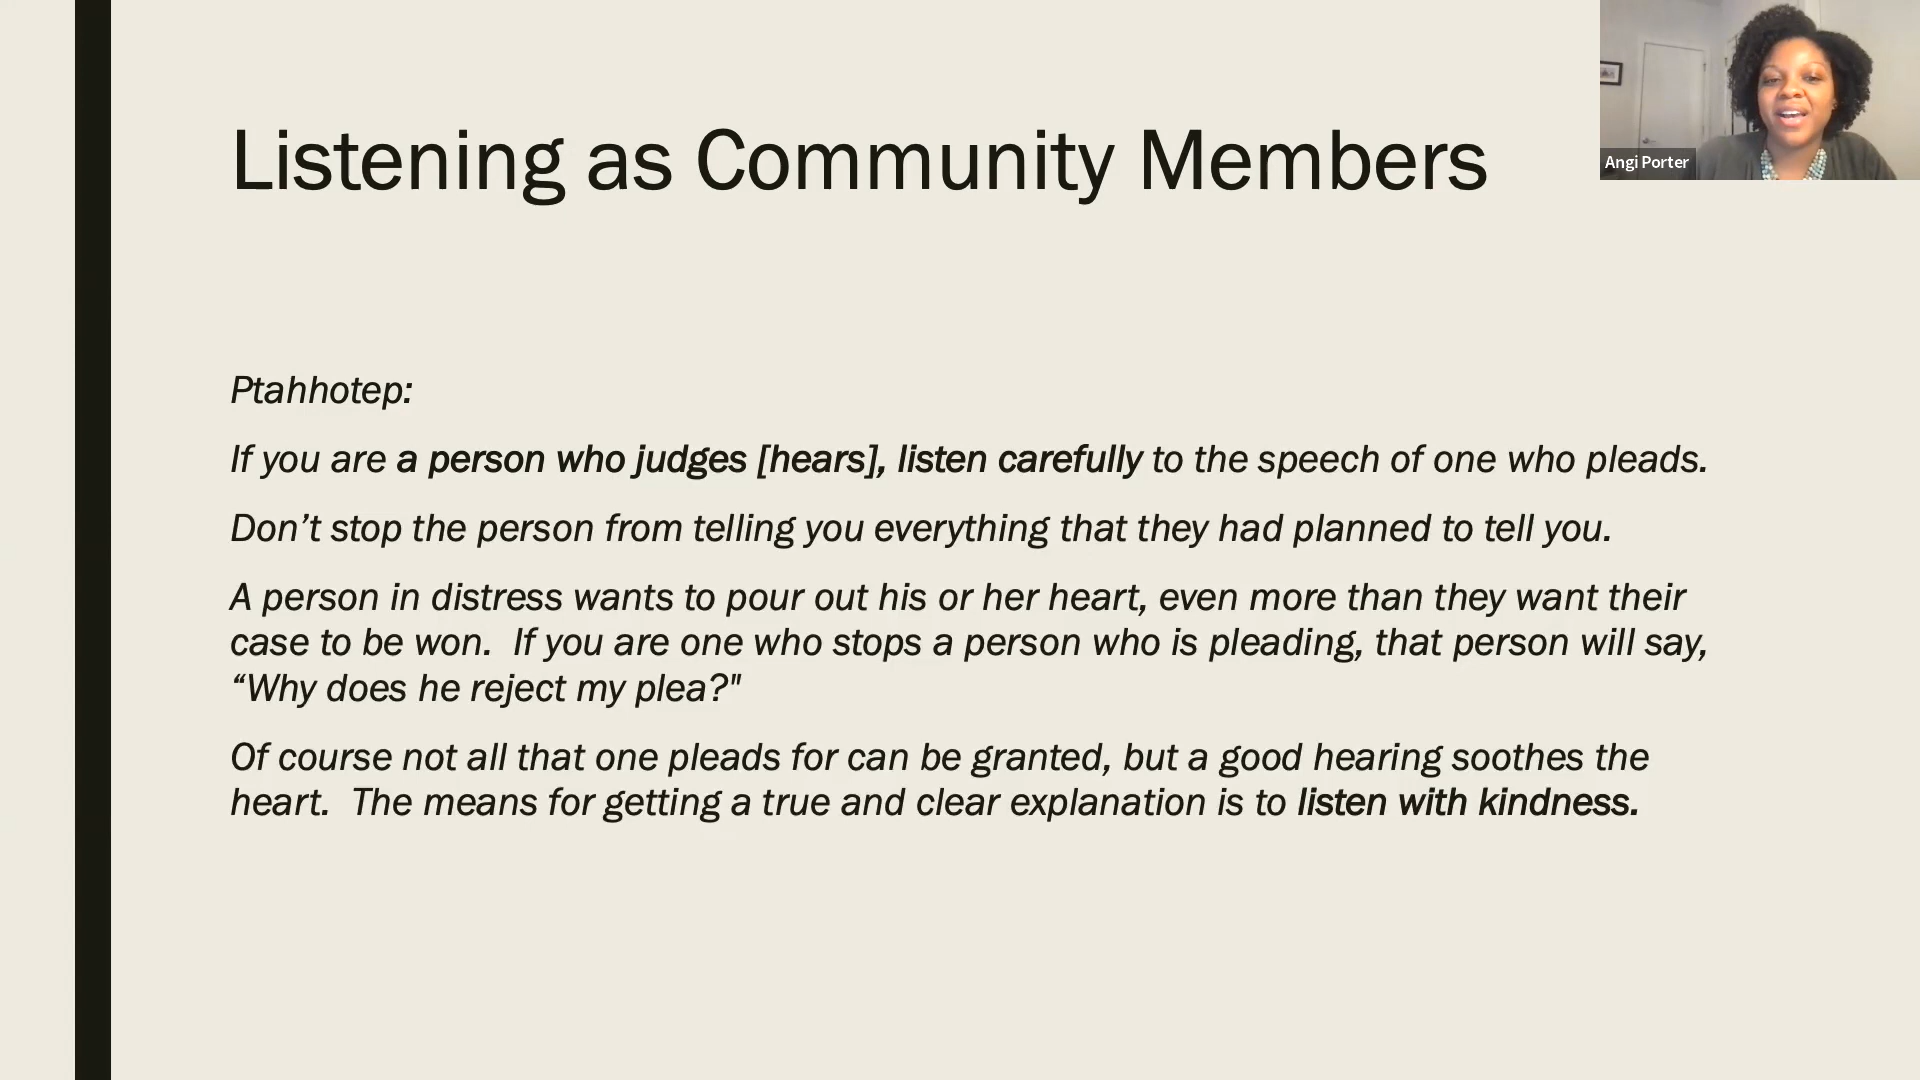 Listening as Community Members
Angi Porter
Ptahhotep:
If you are a person who judges [hears], listen carefully to the speech of one who pleads.
Don’t stop the person from telling you everything that they had planned to tell you.
A person in distress wants to pour out his or her heart, even more than they want their
case to be won.  If you are one who stops a person who is pleading, that person will say,
“Why does he reject my plea?"
Of course not all that one pleads for can be granted, but a good hearing soothes the
heart.  The means for getting a true and clear explanation is to listen with kindness.